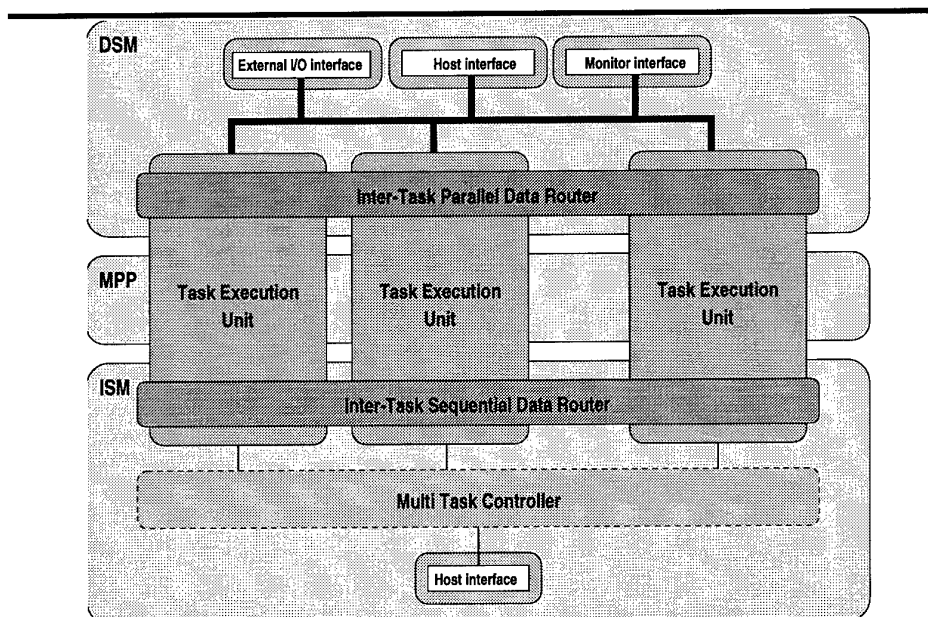 DSM
External I/O interface
Host interface
Monitor interface
Inter-Task Parallel Data Router
MPP
Task Execution
Unit
Task Execution
Unit
Task Execution
Unit
ISM
Inter-Task Sequential Data Router
Multi Task Controller
Host interface